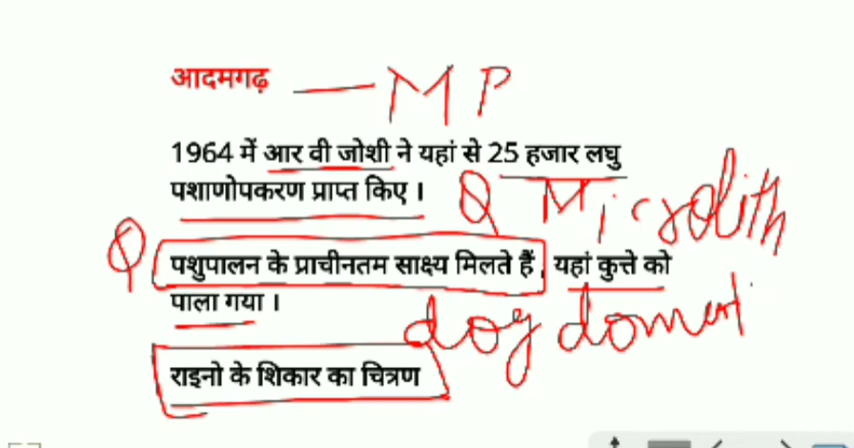 आदमगढ़ — MP
1964 में आर वी जोशी ने यहां से 25 हजार लघु
पशाणोपकरण प्राप्त किए ।
Q Microlith
Q पशुपालन के प्राचीनतम साक्ष्य मिलते हैं , यहां कुत्ते को
पाला गया ।
dog
राइनो के शिकार का चित्रण